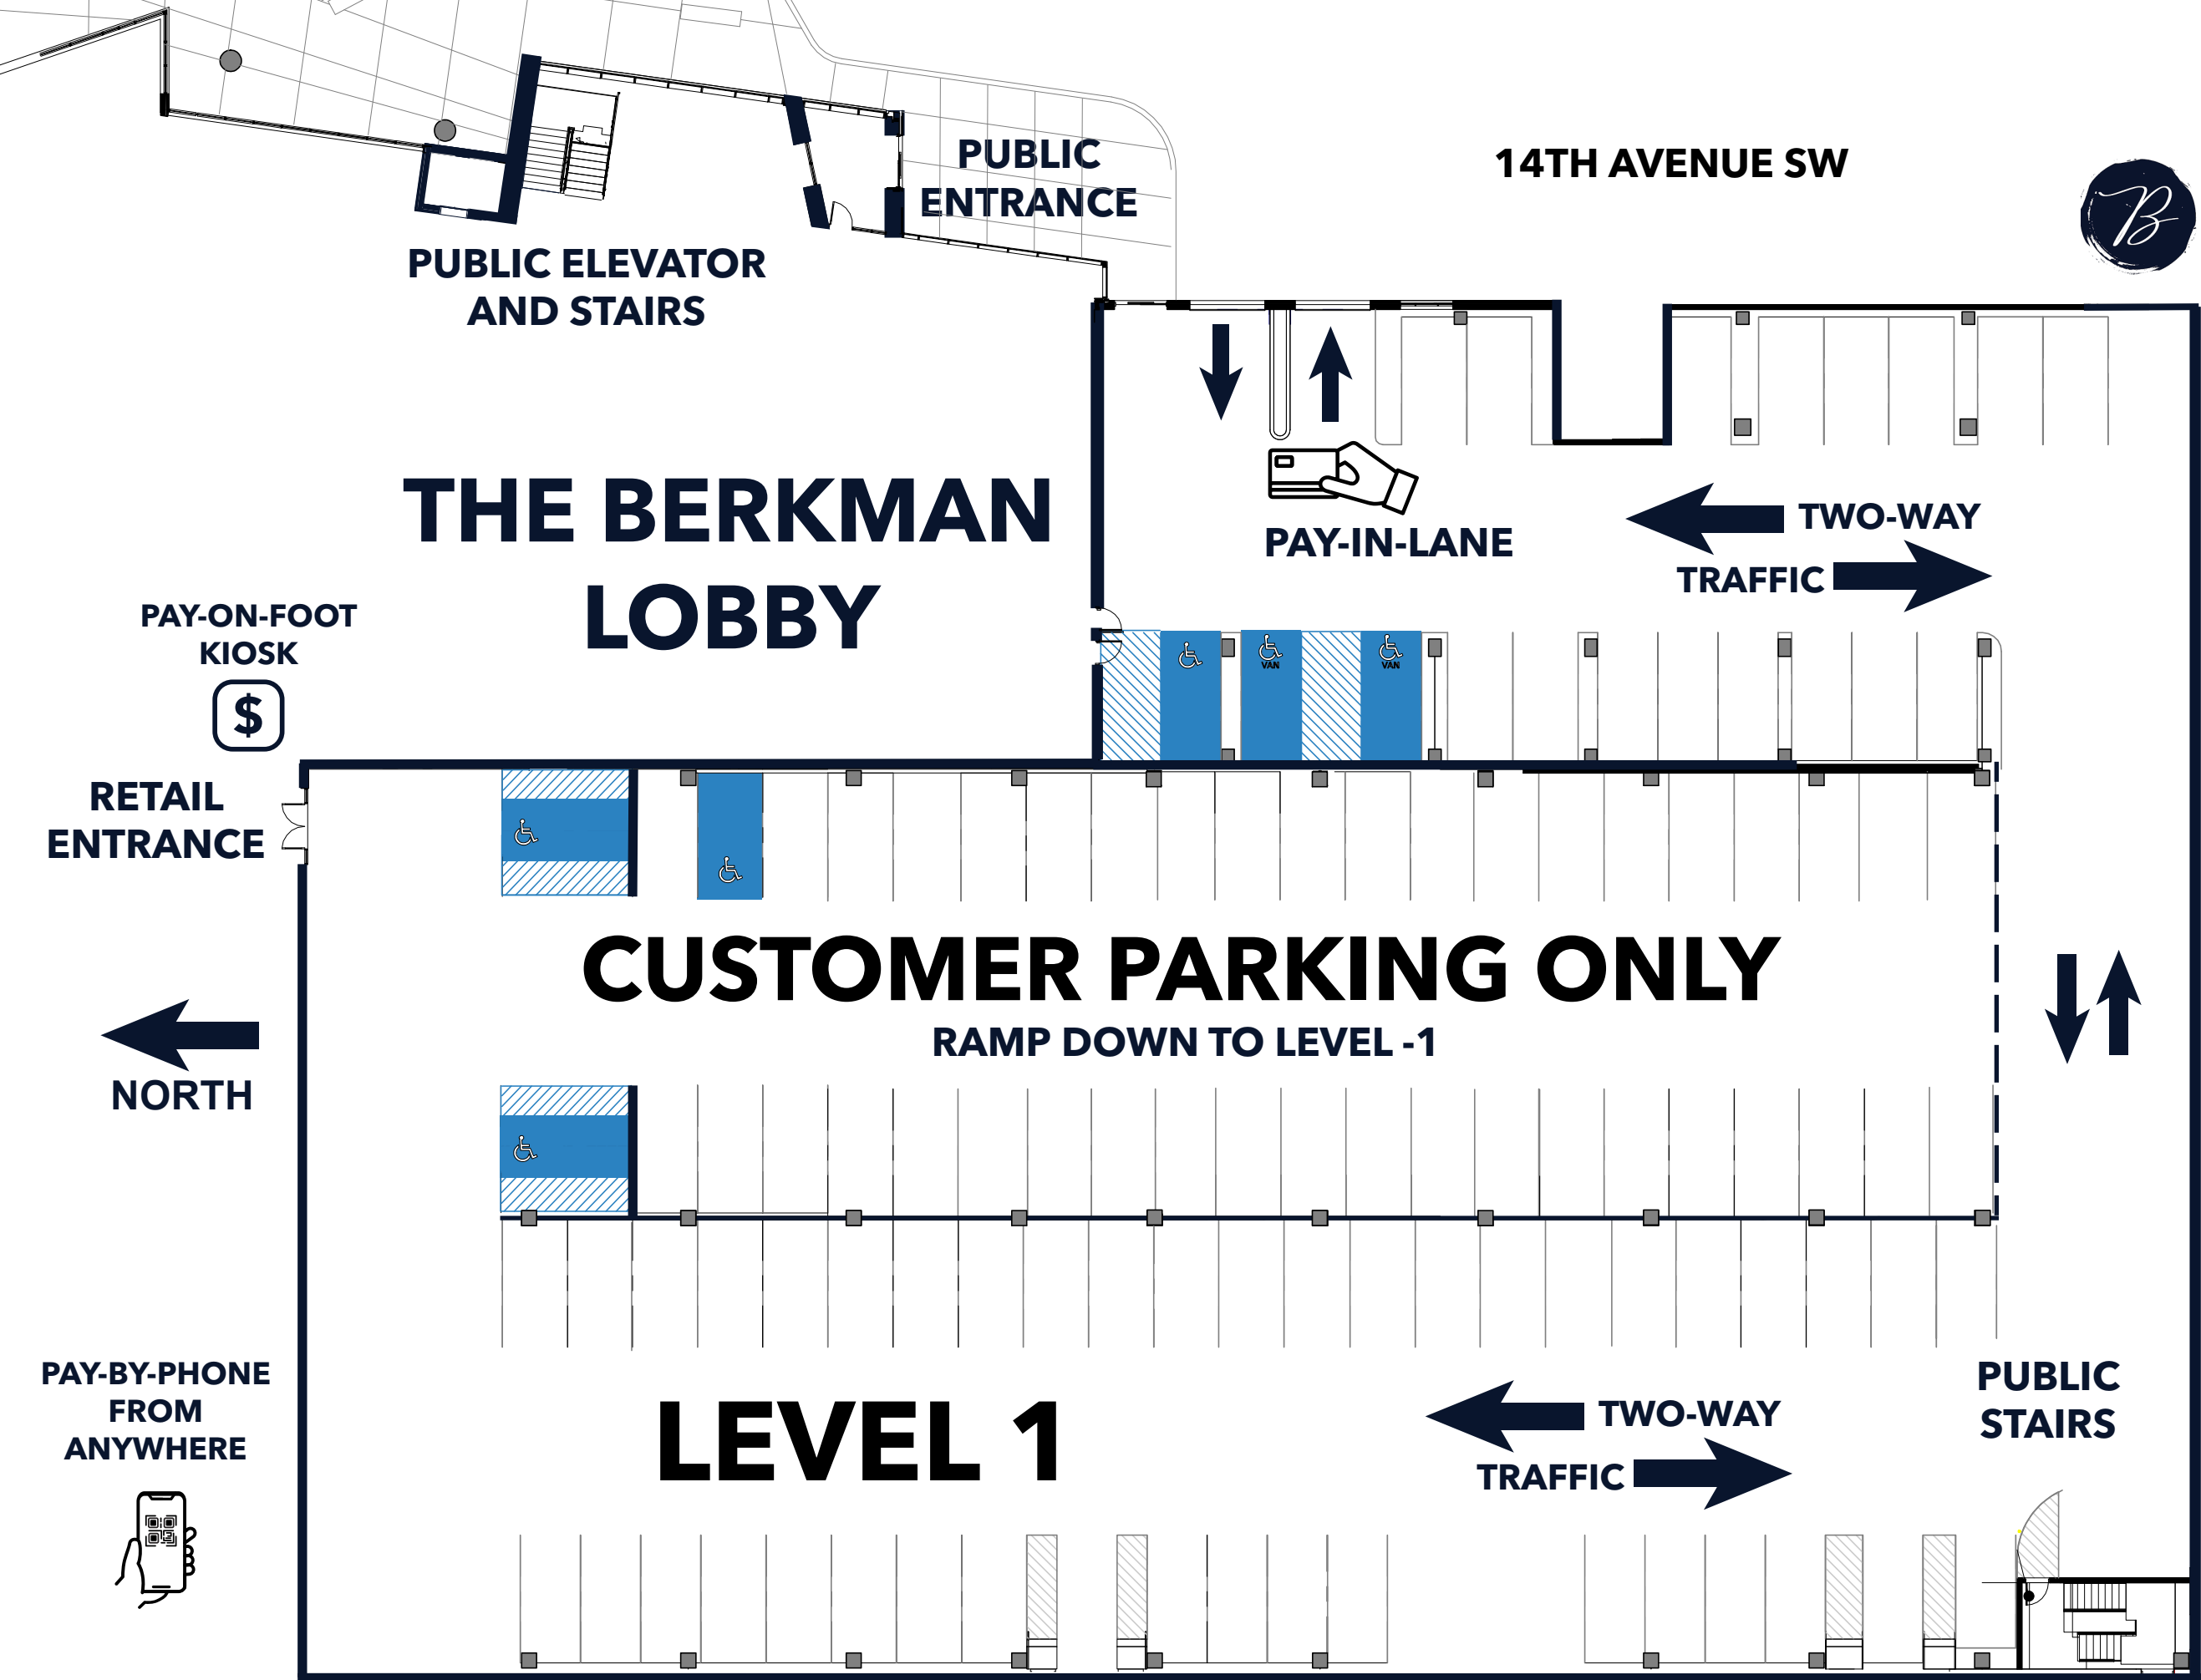 PUBLIC
ENTRANCE
14TH AVENUE SW
B
PUBLIC ELEVATOR
AND STAIRS
THE BERKMAN
LOBBY
PAY-IN-LANE
TWO-WAY
TRAFFIC
PAY-ON-FOOT
KIOSK
$
VAN
VAN
RETAIL
ENTRANCE
CUSTOMER PARKING ONLY
RAMP DOWN TO LEVEL -1
NORTH
PAY-BY-PHONE
FROM
ANYWHERE
LEVEL 1
TWO-WAY
TRAFFIC
PUBLIC
STAIRS